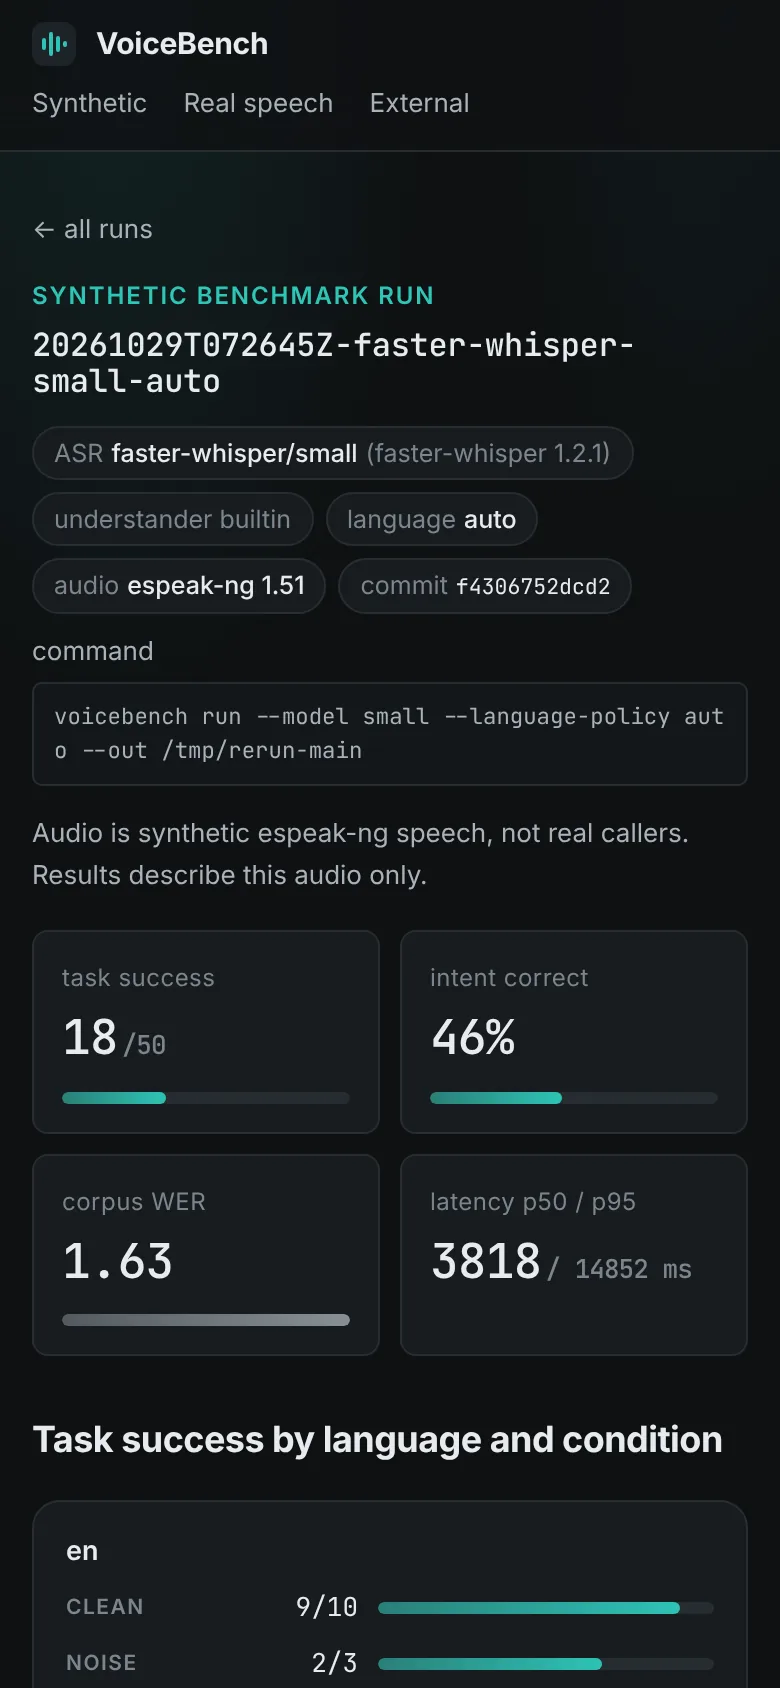 VoiceBench
Synthetic Real speech External
← all runs
SYNTHETIC BENCHMARK RUN
20261029T072645Z-faster-whisper-
small-auto
ASR faster-whisper/small (faster-whisper 1.2.1)
understander builtin language auto
audio espeak-ng 1.51 commit f4306752dcd2
command
voicebench run --model small --language-policy aut
o --out /tmp/rerun-main
Audio is synthetic espeak-ng speech, not real callers.
Results describe this audio only.
task success intent correct
18/50 46%
corpus WER latency p50 / p95
1.63 3818/ 14852 ms
Task success by language and condition
en
CLEAN 9/10
NOISE 2/3